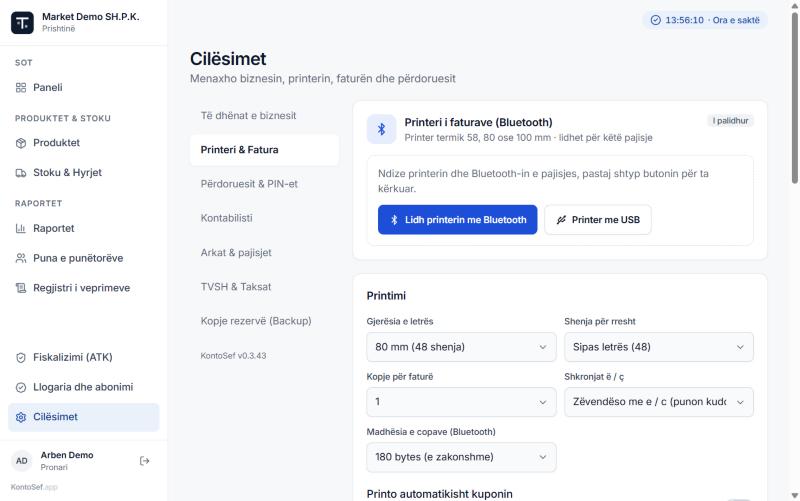 Market Demo SH.P.K.
Prishtinë
SOT
Paneli
PRODUKTET & STOKU
Produktet
Stoku & Hyrjet
RAPORTET
Raportet
Puna e punëtorëve
Regjistri i veprimeve
Fiskalizimi (ATK)
Llogaria dhe abonimi
Cilësimet
AD
Arben Demo
Pronari
KontoSef.app
13:56:10 · Ora e saktë
Cilësimet
Menaxho biznesin, printerin, faturën dhe përdoruesit
Të dhënat e biznesit
Printeri & Fatura
Përdoruesit & PIN-et
Kontabilisti
Arkat & pajisjet
TVSH & Taksat
Kopje rezervë (Backup)
KontoSef v0.3.43
Printeri i faturave (Bluetooth)
I palidhur
Printer termik 58, 80 ose 100 mm · lidhet për këtë pajisje
Ndize printerin dhe Bluetooth-in e pajisjes, pastaj shtyp butonin për ta
kërkuar.
Lidh printerin me Bluetooth
Printer me USB
Printimi
Gjerësia e letrës
Shenja për rresht
80 mm (48 shenja)
Sipas letrës (48)
Kopje për faturë
Shkronjat ë / ç
1
Zëvendëso me e / c (punon kudo
Madhësia e copave (Bluetooth)
180 bytes (e zakonshme)
Printo automatikisht kuponin